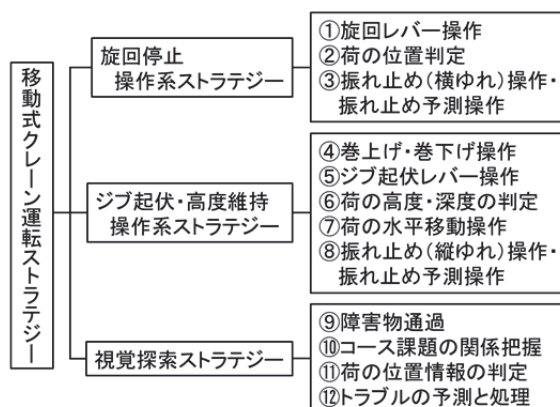 移動式クレーン運転ストラテジー
旋回停止
操作系ストラテジー
①旋回レバー操作
②荷の位置判定
③振れ止め(横ゆれ)操作・
振れ止め予測操作
ジブ起伏・高度維持
操作系ストラテジー
④巻上げ・巻下げ操作
⑤ジブ起伏レバー操作
⑥荷の高度・深度の判定
⑦荷の水平移動操作
⑧振れ止め(縦ゆれ)操作・
振れ止め予測操作
視覚探索ストラテジー
⑨障害物通過
⑩コース課題の関係把握
⑪荷の位置情報の判定
⑫トラブルの予測と処理